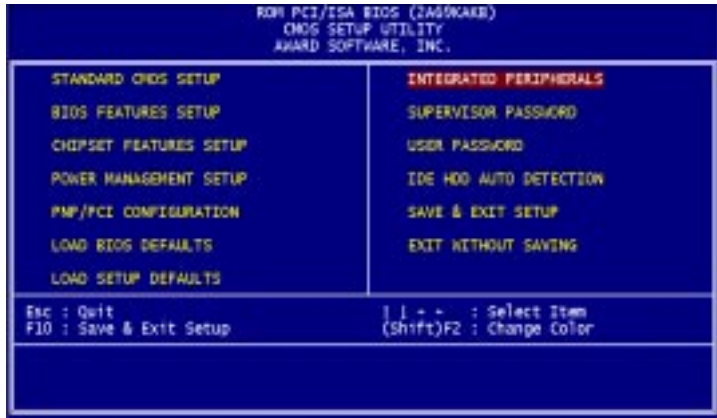 ROM PCI/ISA BIOS (2A69KAKB)
CMOS SETUP UTILITY
AWARD SOFTWARE, INC.
STANDARD CMOS SETUP
BIOS FEATURES SETUP
CHIPSET FEATURES SETUP
POWER MANAGEMENT SETUP
PNP/PCI CONFIGURATION
LOAD BIOS DEFAULTS
LOAD SETUP DEFAULTS
INTEGRATED PERIPHERALS
SUPERVISOR PASSWORD
USER PASSWORD
IDE HDD AUTO DETECTION
SAVE & EXIT SETUP
EXIT WITHOUT SAVING
Esc : Quit
F10 : Save & Exit Setup
: Select Item
(Shift)F2 : Change Color